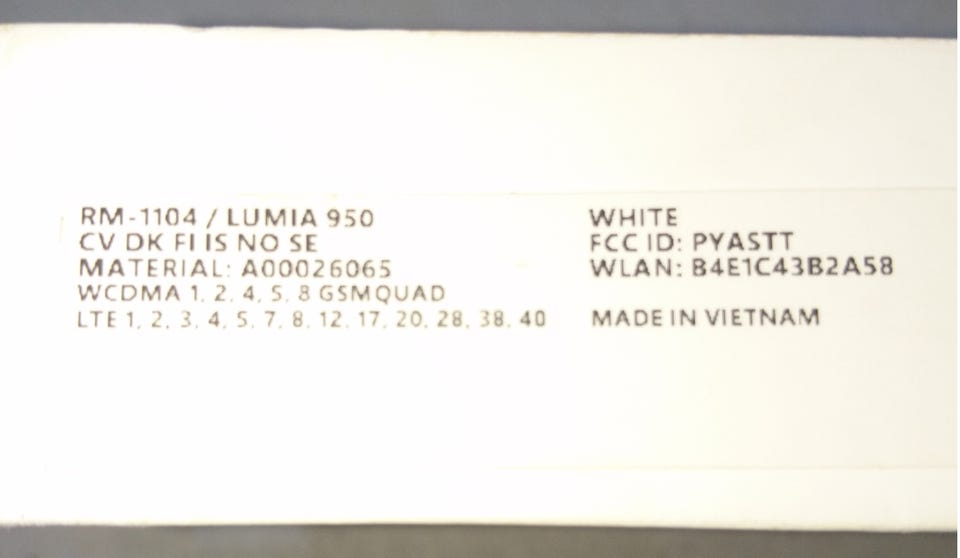 RM-1104 / LUMIA 950
CV DK FI IS NO SE
MATERIAL: A00026065
WCDMA 1, 2, 4, 5, 8 GSMQUAD
LTE 1, 2, 3, 4, 5, 7, 8, 12, 17, 20, 28, 38, 40
WHITE
FCC ID: PYASTT
WLAN: B4E1C43B2A58
MADE IN VIETNAM